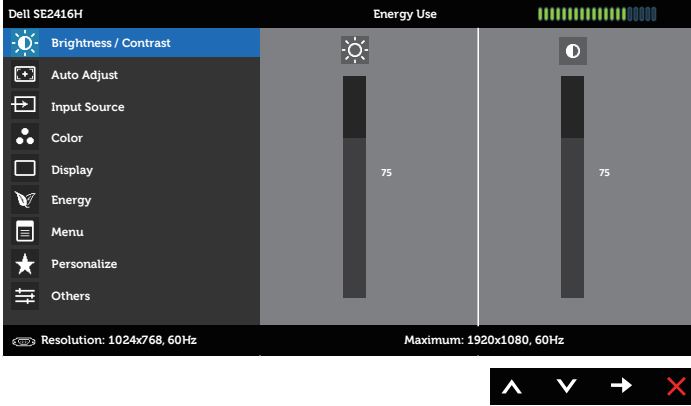 Dell SE2416H Energy Use
Brightness / Contrast
Auto Adjust
Input Source
Color
Display 75 75
Energy
Menu
Personalize
Others
Resolution: 1024x768, 60Hz Maximum: 1920x1080, 60Hz